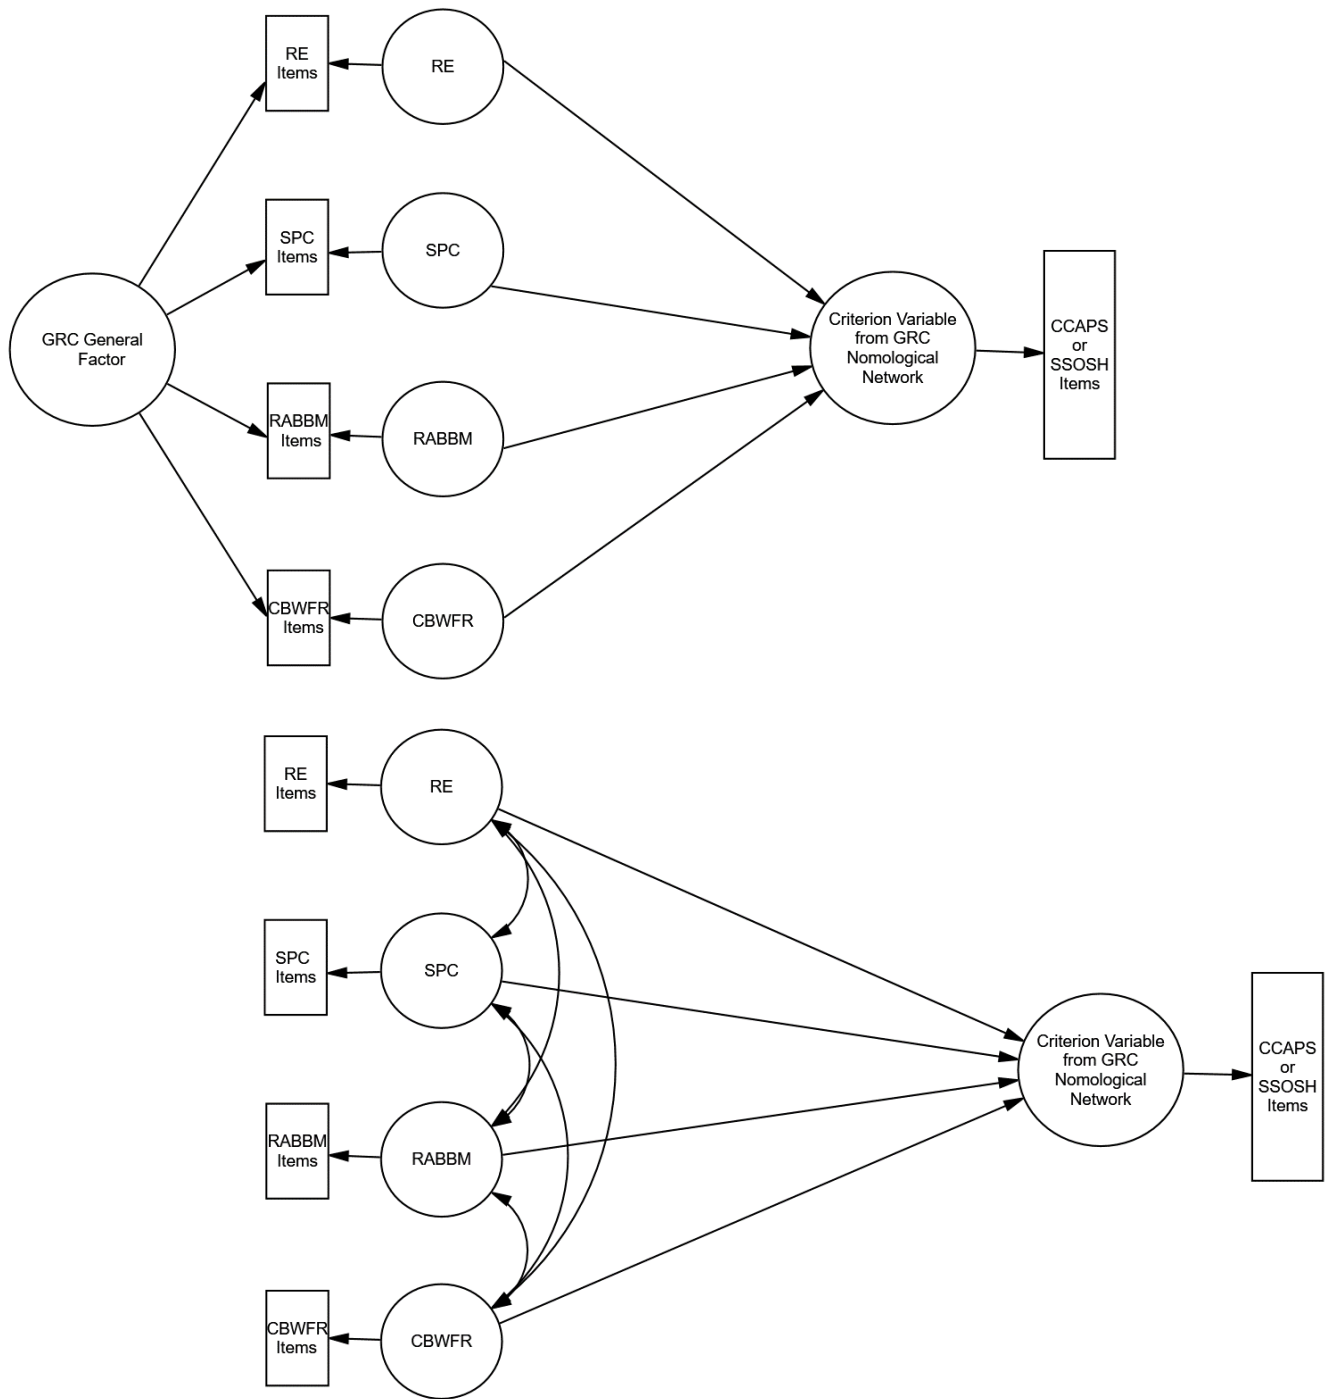 RE
Items
RE
SPC
Items
SPC
GRC General
Factor
Criterion Variable
from GRC
Nomological
Network
CCAPS
or
SSOSH
Items
RABBM
Items
RABBM
CBWFR
Items
CBWFR
RE
Items
RE
SPC
Items
SPC
Criterion Variable
from GRC
Nomological
Network
CCAPS
or
SSOSH
Items
RABBM
Items
RABBM
CBWFR
Items
CBWFR